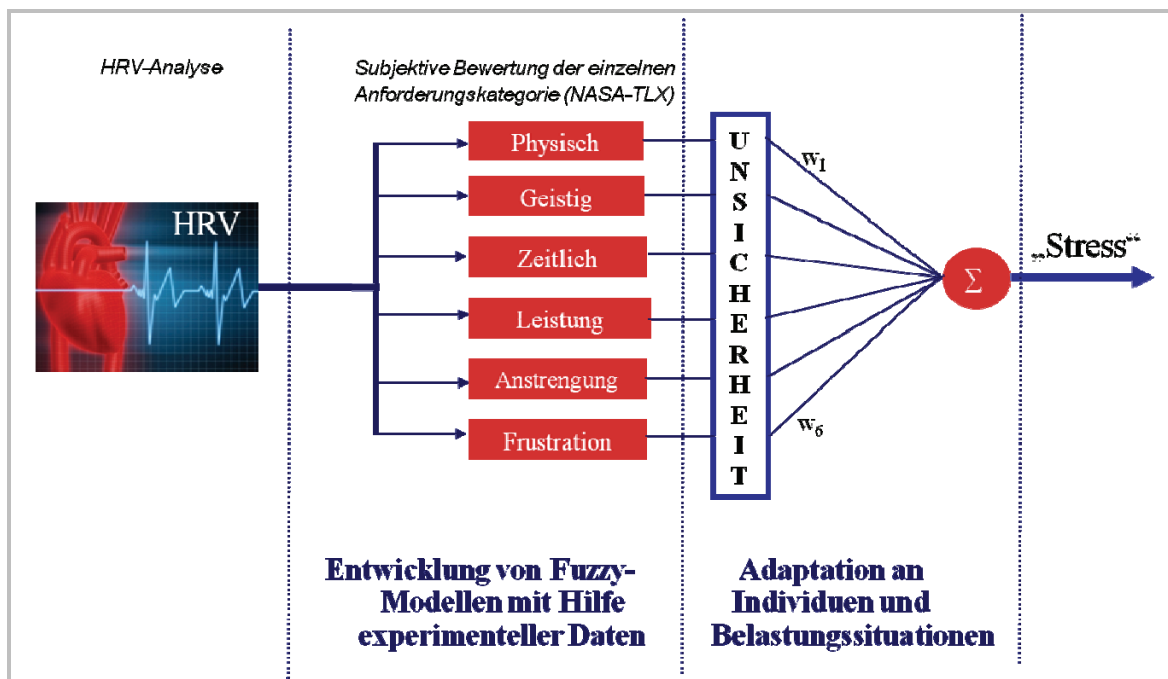 HRV-Analyse
Subjektive Bewertung der einzelnen
Anforderungskategorie (NASA-TLX)
HRV
Physisch
Geistig
Zeitlich
Leistung
Anstrengung
Frustration
UNSICHERHEIT
w1
w6
Σ
„Stress“
Entwicklung von Fuzzy-
Modellen mit Hilfe
experimenteller Daten
Adaptation an
Individuen und
Belastungssituationen